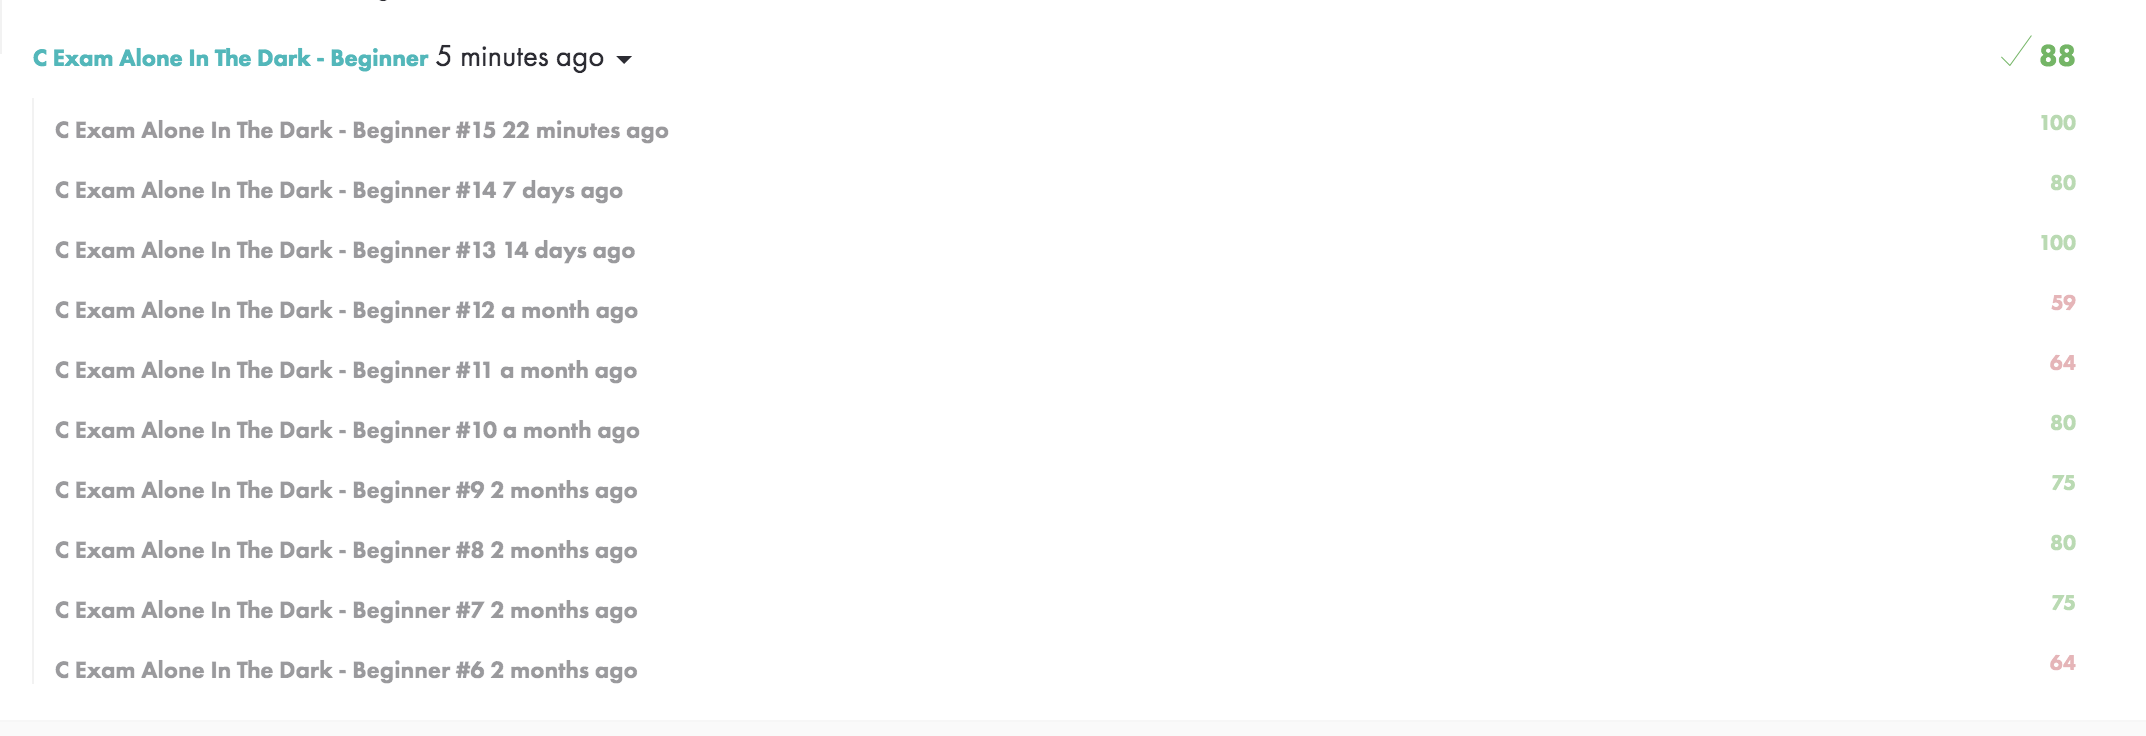 C Exam Alone In The Dark - Beginner 5 minutes ago 88
C Exam Alone In The Dark - Beginner #15 22 minutes ago 100
C Exam Alone In The Dark - Beginner #14 7 days ago 80
C Exam Alone In The Dark - Beginner #13 14 days ago 100
C Exam Alone In The Dark - Beginner #12 a month ago 59
C Exam Alone In The Dark - Beginner #11 a month ago 64
C Exam Alone In The Dark - Beginner #10 a month ago 80
C Exam Alone In The Dark - Beginner #9 2 months ago 75
C Exam Alone In The Dark - Beginner #8 2 months ago 80
C Exam Alone In The Dark - Beginner #7 2 months ago 75
C Exam Alone In The Dark - Beginner #6 2 months ago 64